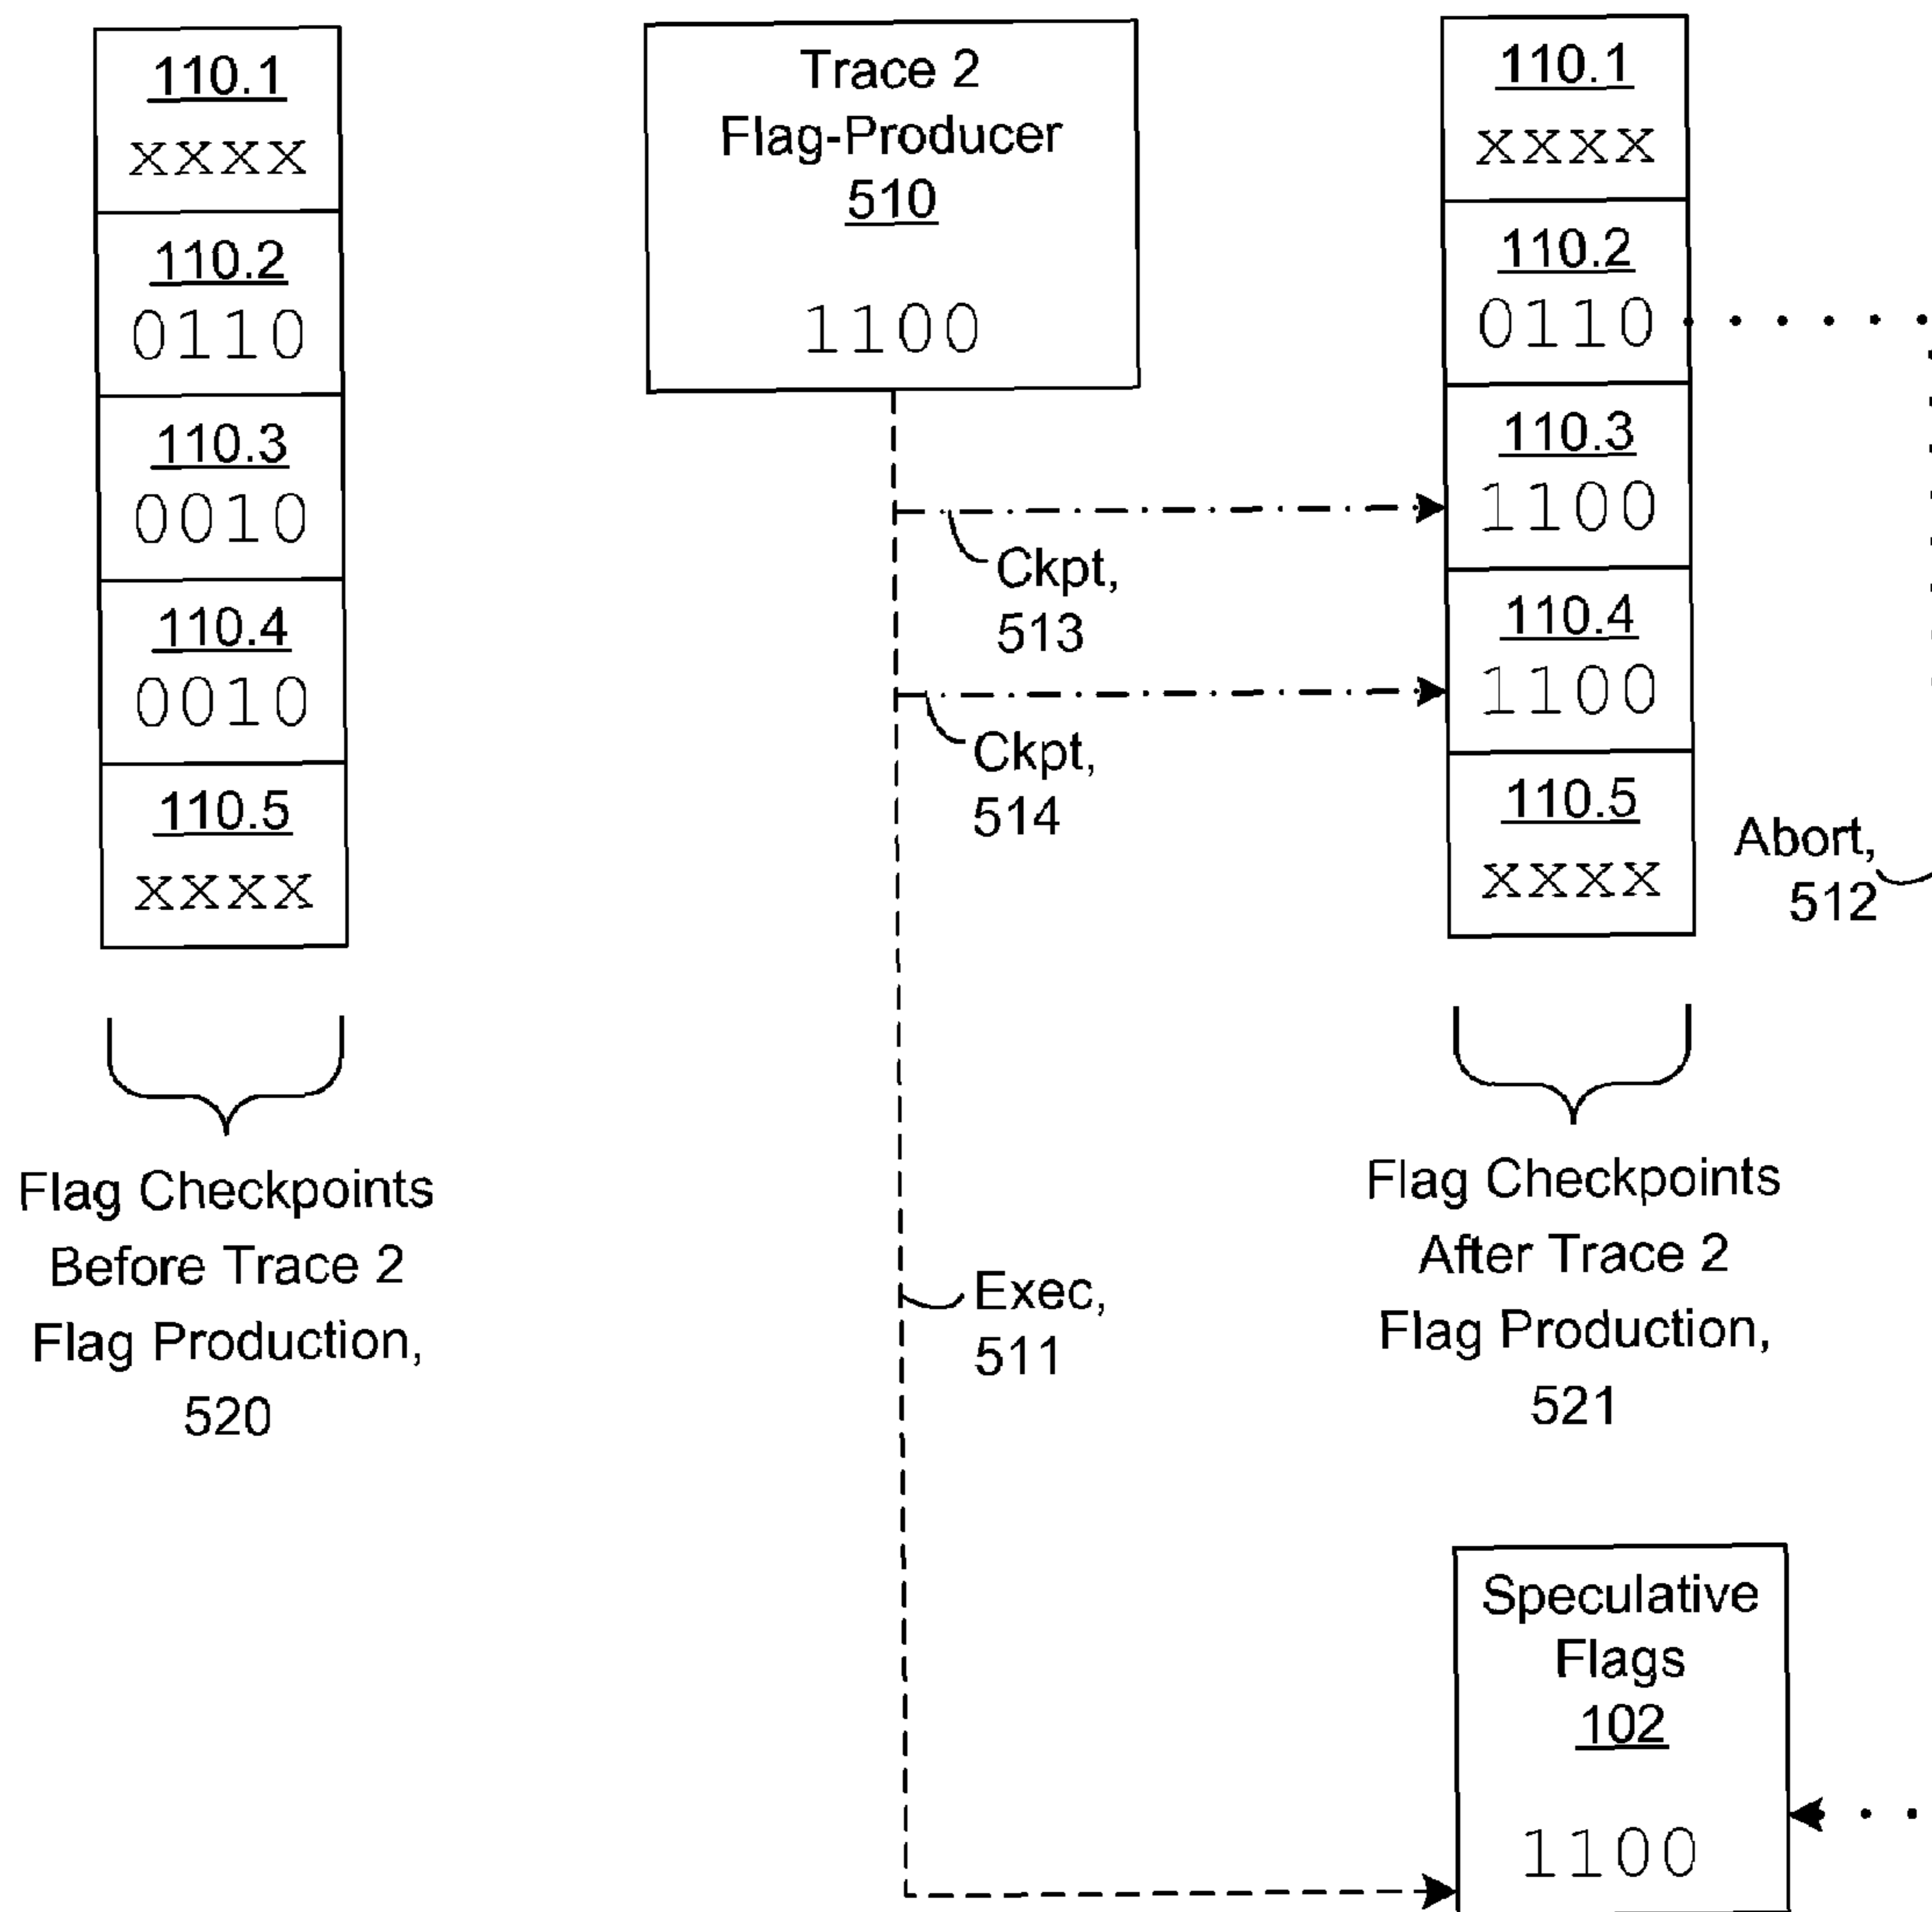 110.1
xxxx
110.2
0110
110.3
0010
110.4
0010
110.5
xxxx
Flag Checkpoints
Before Trace 2
Flag Production,
520
Trace 2
Flag-Producer
510
1100
Ckpt,
513
Ckpt,
514
Exec,
511
110.1
xxxx
110.2
0110
110.3
1100
110.4
1100
110.5
xxxx
Abort,
512
Flag Checkpoints
After Trace 2
Flag Production,
521
Speculative
Flags
102
1100